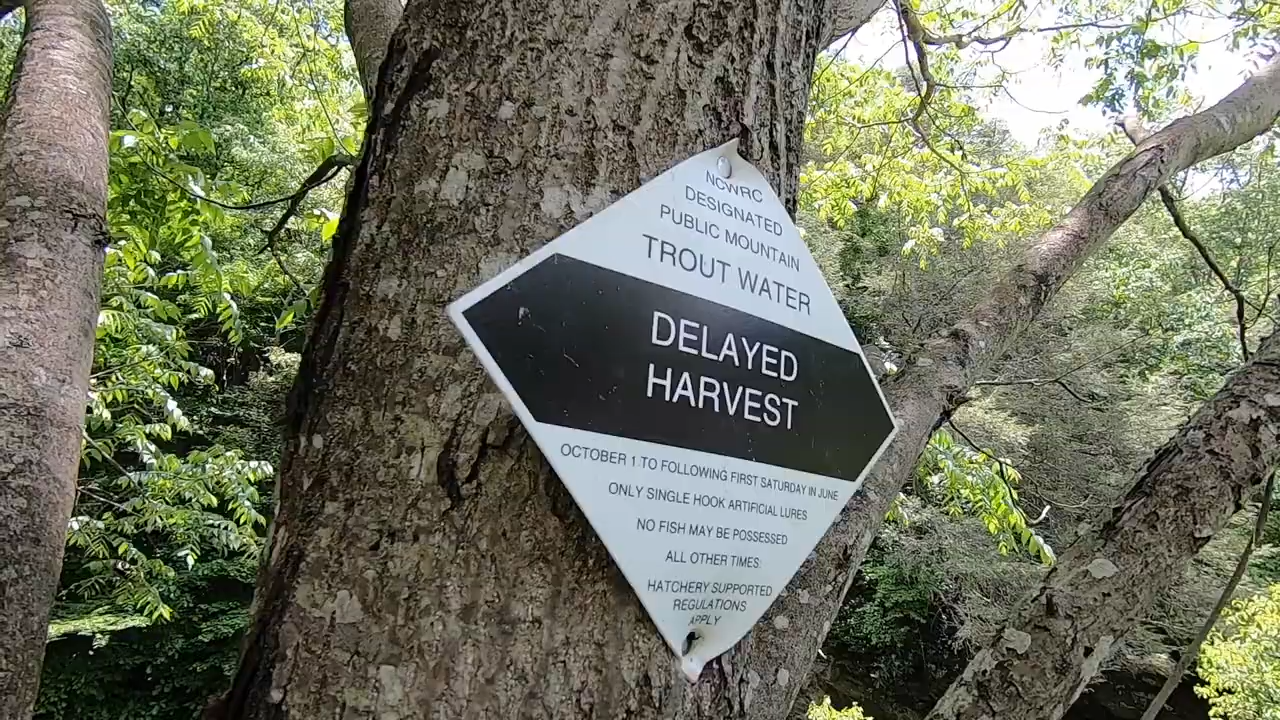 NCWRC
DESIGNATED
PUBLIC MOUNTAIN
TROUT WATER
DELAYED
HARVEST
OCTOBER 1 TO FOLLOWING FIRST SATURDAY IN JUNE
ONLY SINGLE HOOK ARTIFICIAL LURES
NO FISH MAY BE POSSESSED
ALL OTHER TIMES:
HATCHERY SUPPORTED
REGULATIONS
APPLY